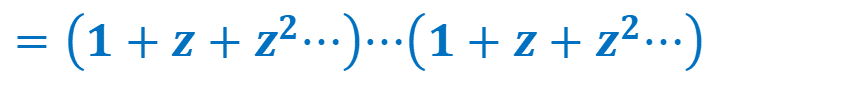 = (1 + z + z²⋯)⋯(1 + z + z²⋯)